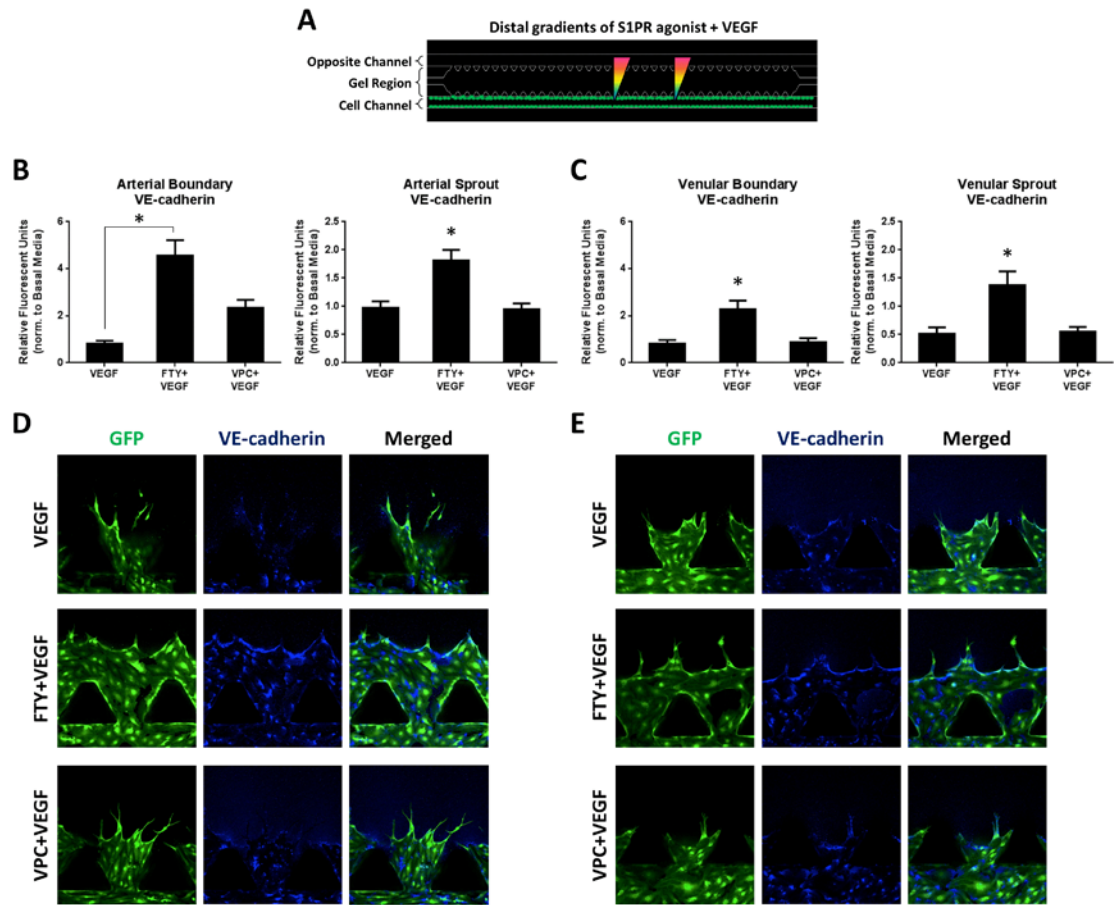 A
Distal gradients of S1PR agonist + VEGF
Opposite Channel
Gel Region
Cell Channel
B
Arterial Boundary
VE-cadherin
Relative Fluorescent Units
(norm. to Basal Media)
6
4
2
0
*
VEGF
FTY+
VEGF
VPC+
VEGF
Arterial Sprout
VE-cadherin
Relative Fluorescent Units
(norm. to Basal Media)
2.5
2.0
1.5
1.0
0.5
0.0
*
VEGF
FTY+
VEGF
VPC+
VEGF
C
Venular Boundary
VE-cadherin
Relative Fluorescent Units
(norm. to Basal Media)
6
4
2
0
*
VEGF
FTY+
VEGF
VPC+
VEGF
Venular Sprout
VE-cadherin
Relative Fluorescent Units
(norm. to Basal Media)
2.5
2.0
1.5
1.0
0.5
0.0
*
VEGF
FTY+
VEGF
VPC+
VEGF
D
GFP
VE-cadherin
Merged
VEGF
FTY+VEGF
VPC+VEGF
E
GFP
VE-cadherin
Merged
VEGF
FTY+VEGF
VPC+VEGF